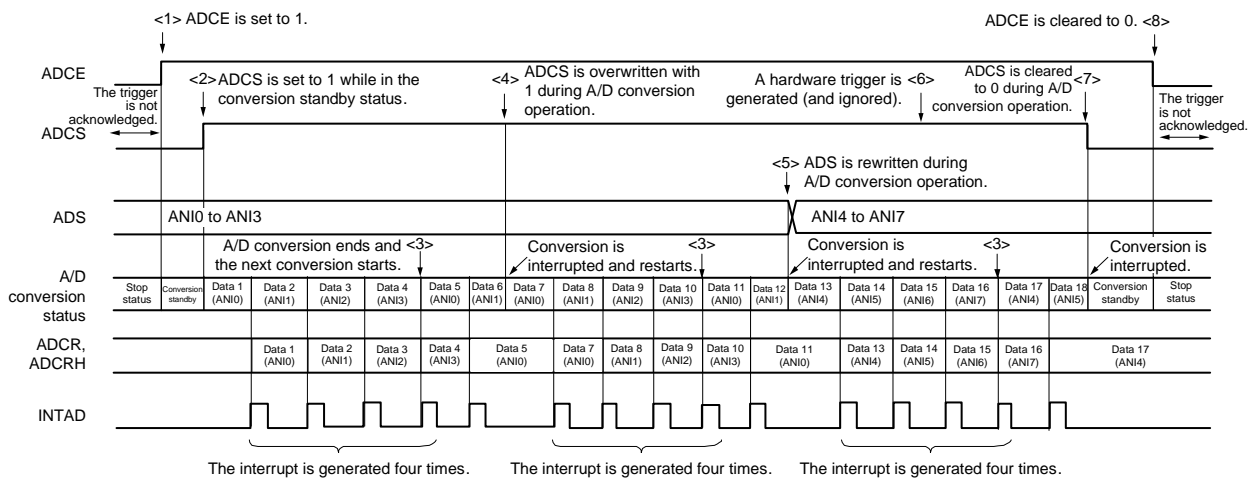 <1> ADCE is set to 1.
ADCE is cleared to 0. <8>
ADCE
The trigger
is not
acknowledged.
<2> ADCS is set to 1 while in the
conversion standby status.
<4> ADCS is overwritten with
1 during A/D conversion
operation.
A hardware trigger is <6>
generated (and ignored).
ADCS is cleared <7>
to 0 during A/D
conversion operation.
The trigger
is not
acknowledged.
ADCS
<5> ADS is rewritten during
A/D conversion operation.
ADS
ANI0 to ANI3
ANI4 to ANI7
A/D conversion ends and <3>
the next conversion starts.
Conversion is <3>
interrupted and restarts.
Conversion is <3>
interrupted and restarts.
Conversion is
interrupted.
A/D
conversion
status
Stop
status
Conversion
standby
Data 1
(ANI0)
Data 2
(ANI1)
Data 3
(ANI2)
Data 4
(ANI3)
Data 5
(ANI0)
Data 6
(ANI1)
Data 7
(ANI0)
Data 8
(ANI1)
Data 9
(ANI2)
Data 10
(ANI3)
Data 11
(ANI0)
Data 12
(ANI1)
Data 13
(ANI4)
Data 14
(ANI5)
Data 15
(ANI6)
Data 16
(ANI7)
Data 17
(ANI4)
Data 18
(ANI5)
Conversion
standby
Stop
status
ADCR,
ADCRH
Data 1
(ANI0)
Data 2
(ANI1)
Data 3
(ANI2)
Data 4
(ANI3)
Data 5
(ANI0)
Data 7
(ANI0)
Data 8
(ANI1)
Data 9
(ANI2)
Data 10
(ANI3)
Data 11
(ANI0)
Data 13
(ANI4)
Data 14
(ANI5)
Data 15
(ANI6)
Data 16
(ANI7)
Data 17
(ANI4)
INTAD
The interrupt is generated four times.
The interrupt is generated four times.
The interrupt is generated four times.